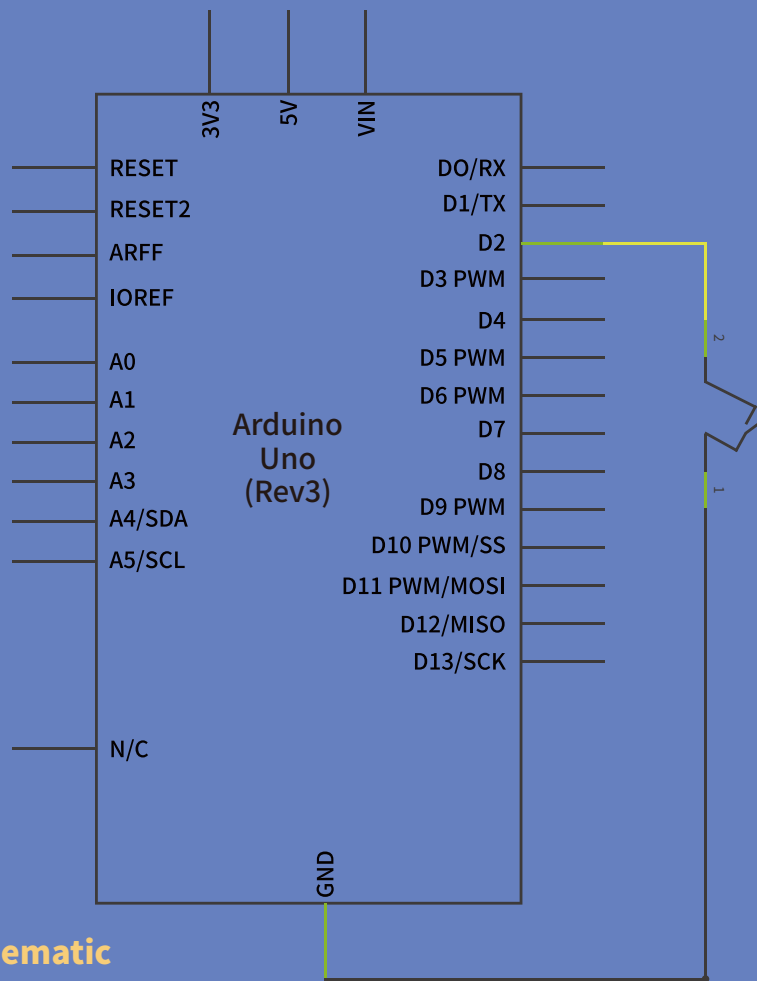 3V3
5V
VIN
RESET
RESET2
ARFF
IOREF
A0
A1
A2
A3
A4/SDA
A5/SCL
N/C
Arduino
Uno
(Rev3)
DO/RX
D1/TX
D2
D3 PWM
D4
D5 PWM
D6 PWM
D7
D8
D9 PWM
D10 PWM/SS
D11 PWM/MOSI
D12/MISO
D13/SCK
2
1
GND
ematic